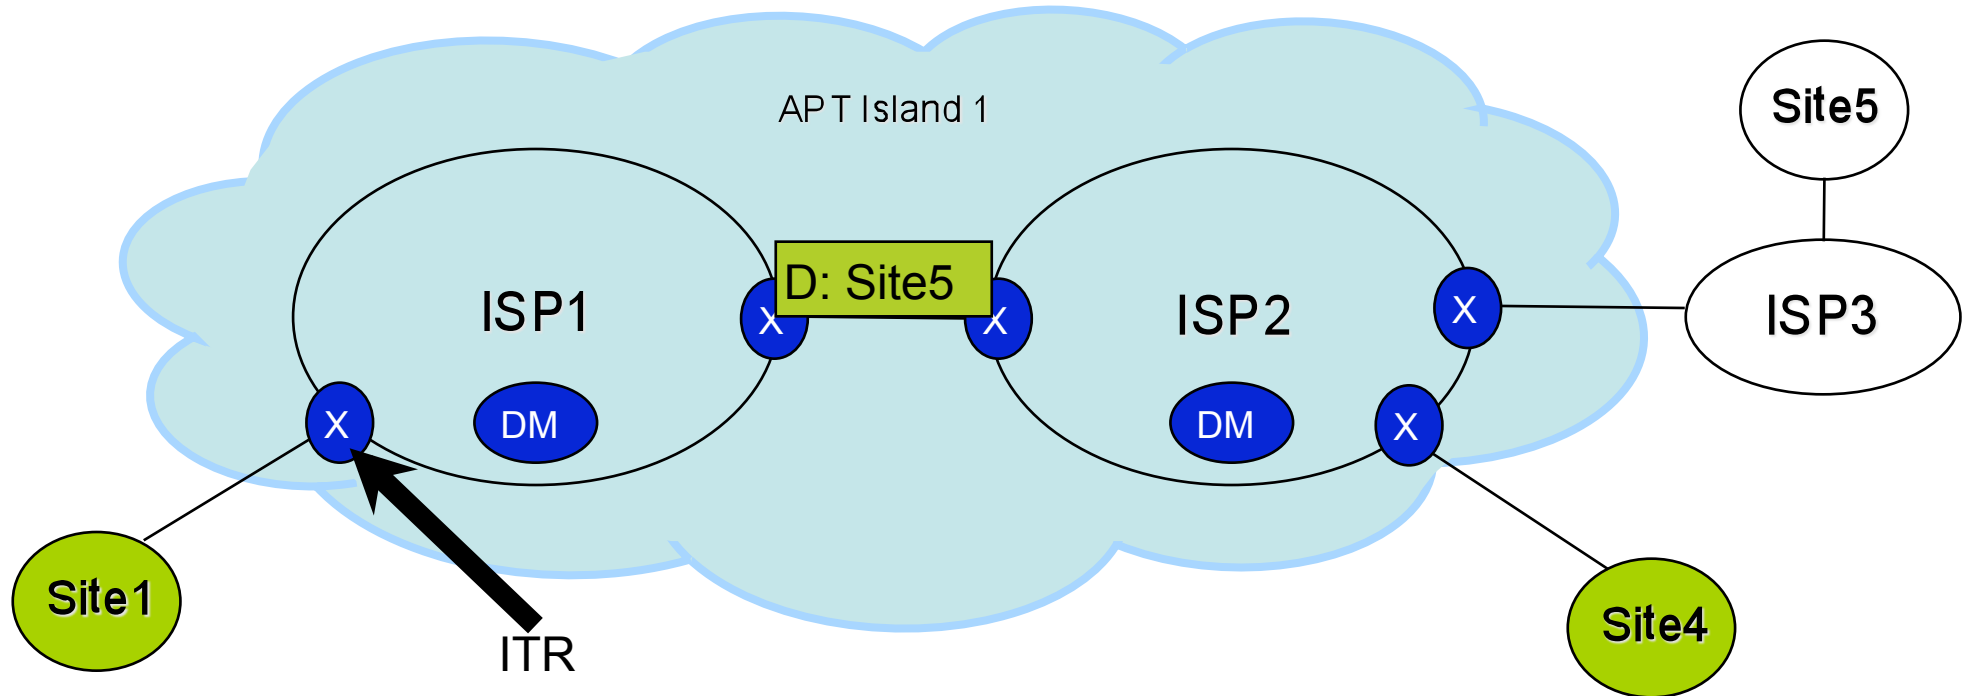 APT Island 1
Site5
D: Site5
ISP1
ISP2
ISP3
X
X
X
X
X
DM
DM
Site1
Site4
ITR